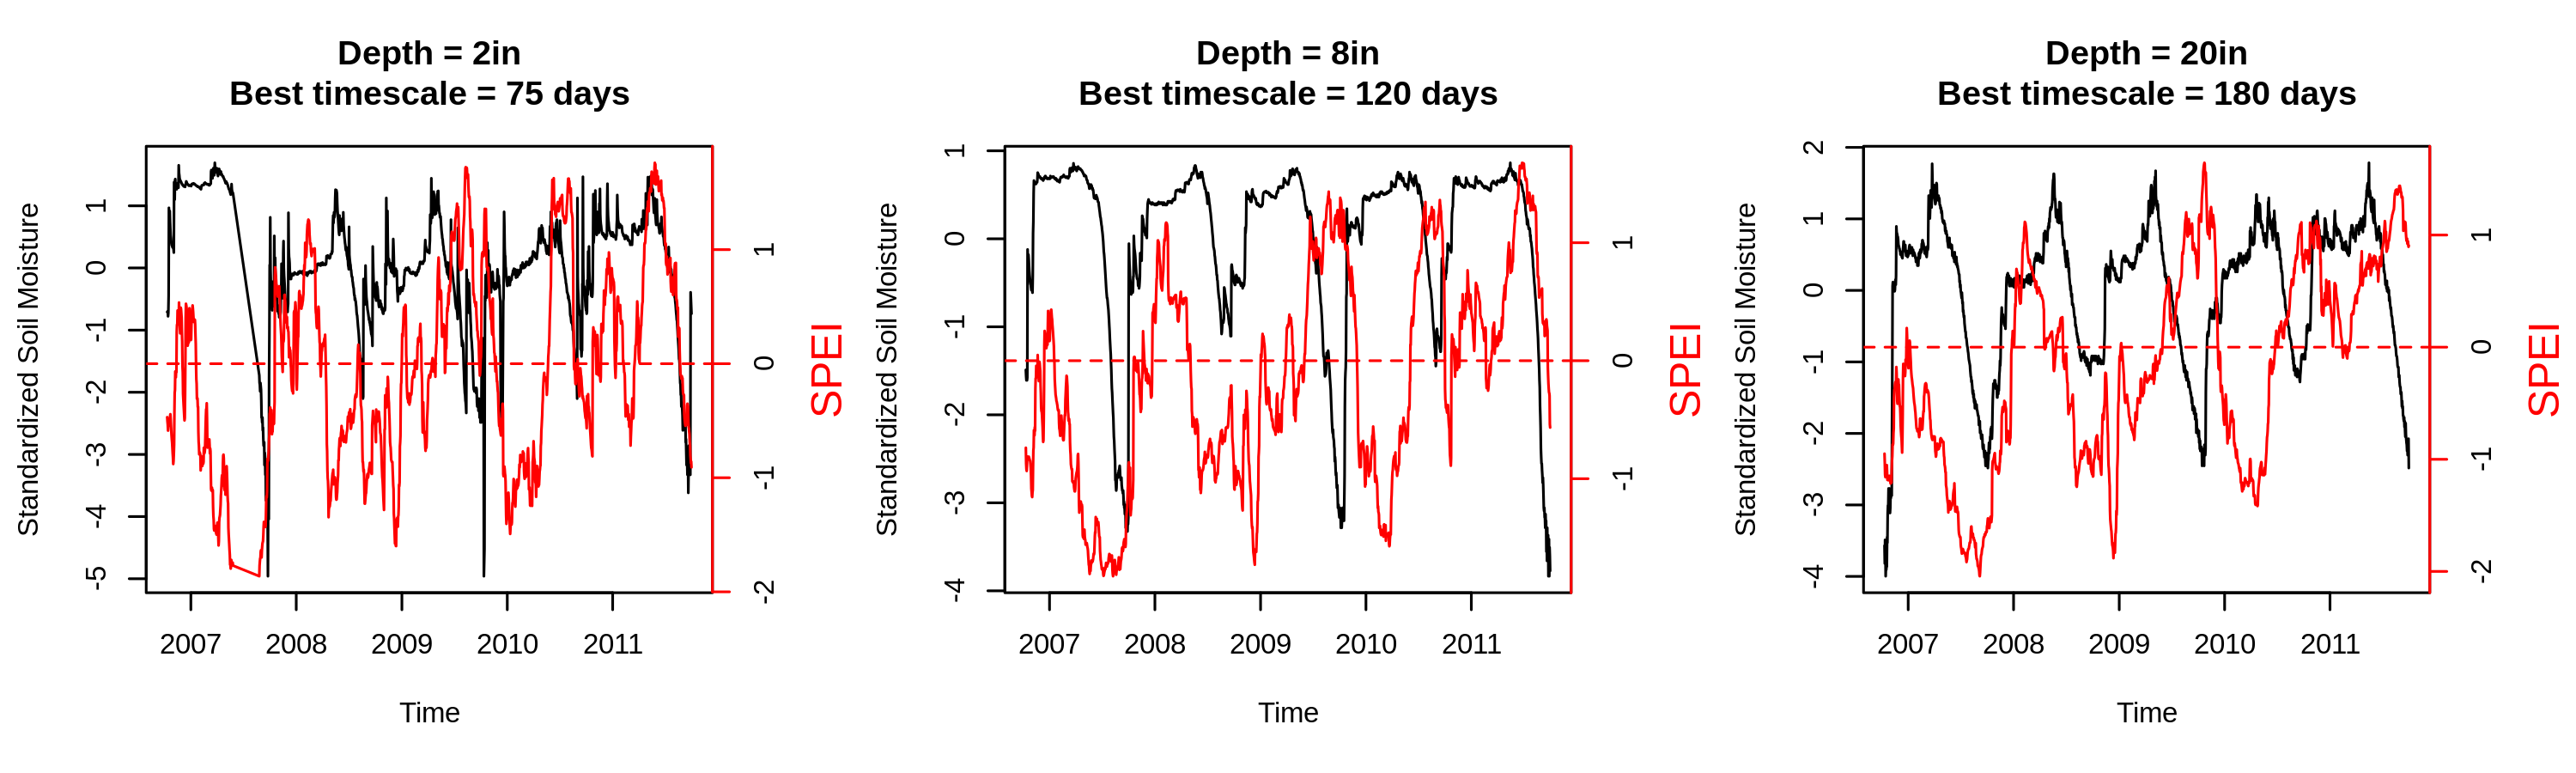 Depth = 2in
Best timescale = 75 days
Standardized Soil Moisture
1
0
-1
-2
-3
-4
-5
2007 2008 2009 2010 2011
Time
1
0
-1
-2
SPEI
Depth = 8in
Best timescale = 120 days
Standardized Soil Moisture
1
0
-1
-2
-3
-4
2007 2008 2009 2010 2011
Time
1
0
-1
SPEI
Depth = 20in
Best timescale = 180 days
Standardized Soil Moisture
2
1
0
-1
-2
-3
-4
2007 2008 2009 2010 2011
Time
1
0
-1
-2
SPEI